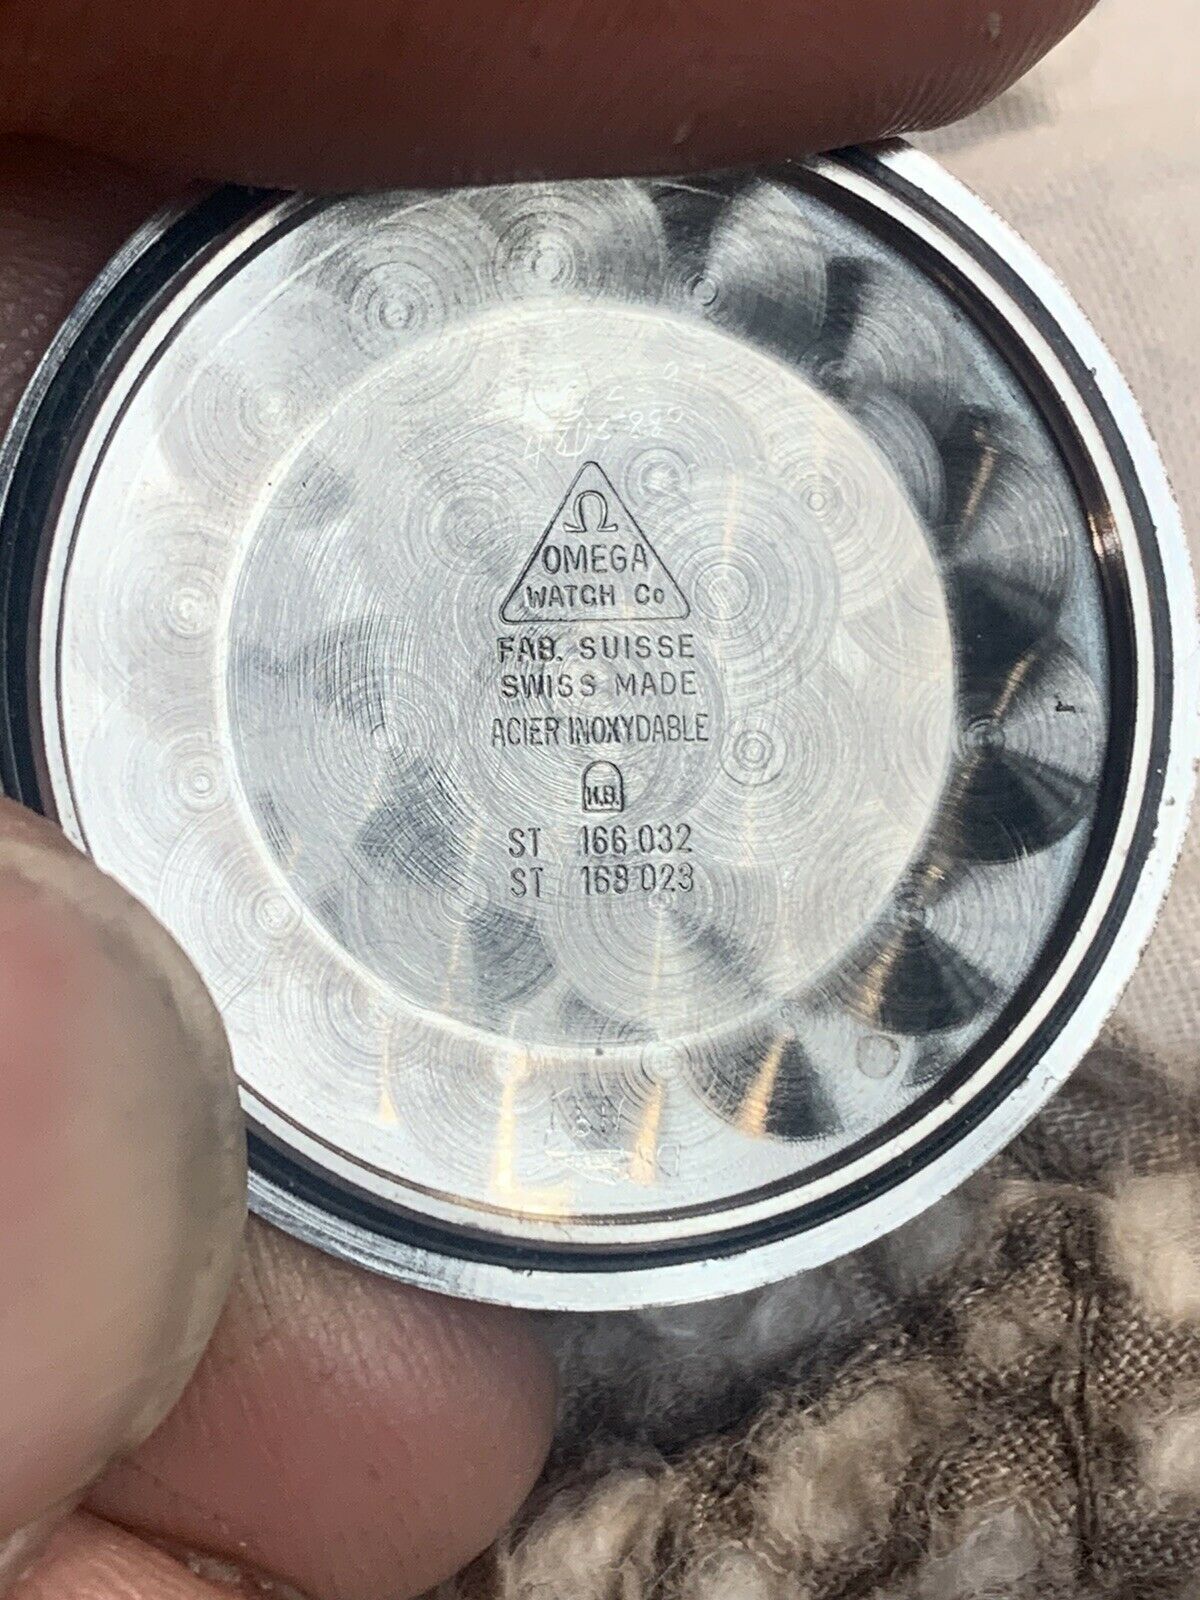 Ω
OMEGA
WATCH Co
FAB. SUISSE
SWISS MADE
ACIER INOXYDABLE
H.B.
ST 166 032
ST 168 023